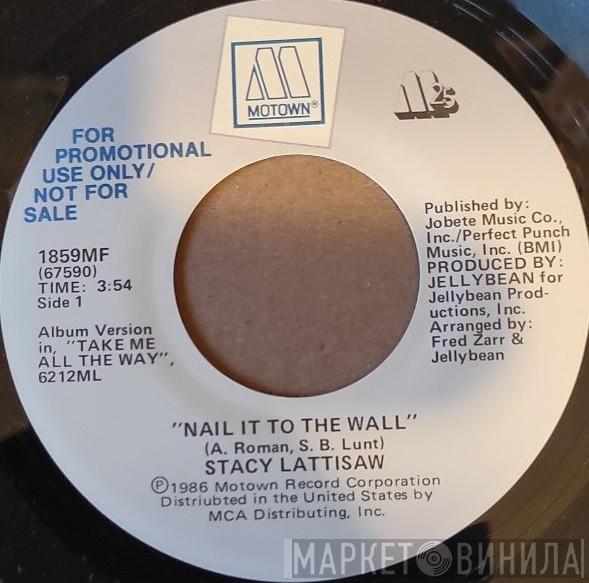 MOTOWN®
M25
FOR
PROMOTIONAL
USE ONLY/
NOT FOR
SALE
1859MF
(67590)
TIME: 3:54
Side 1
Album Version
in, "TAKE ME
ALL THE WAY",
6212ML
Published by:
Jobete Music Co.,
Inc./Perfect Punch
Music, Inc. (BMI)
PRODUCED BY:
JELLYBEAN for
Jellybean Prod-
uctions, Inc.
Arranged by:
Fred Zarr &
Jellybean
"NAIL IT TO THE WALL"
(A. Roman, S. B. Lunt)
STACY LATTISAW
Ⓟ1986 Motown Record Corporation
Distriubted in the United States by
MCA Distributing, Inc.
МАРКЕТ ВИНИЛА